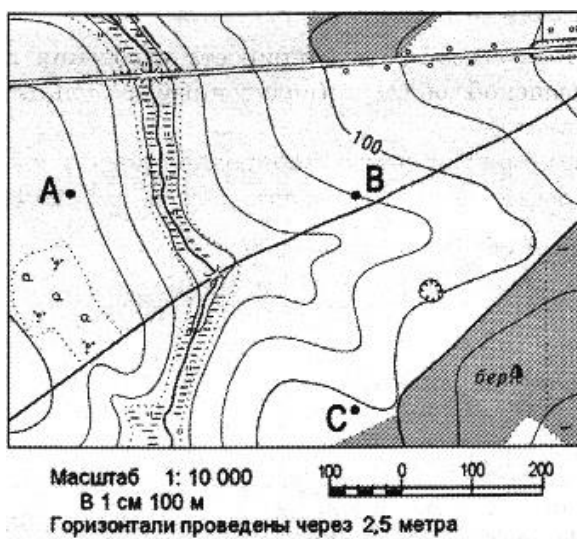 100
A
B
бер.
C
Масштаб 1: 10 000
В 1 см 100 м
Горизонтали проведены через 2,5 метра
100 0 100 200